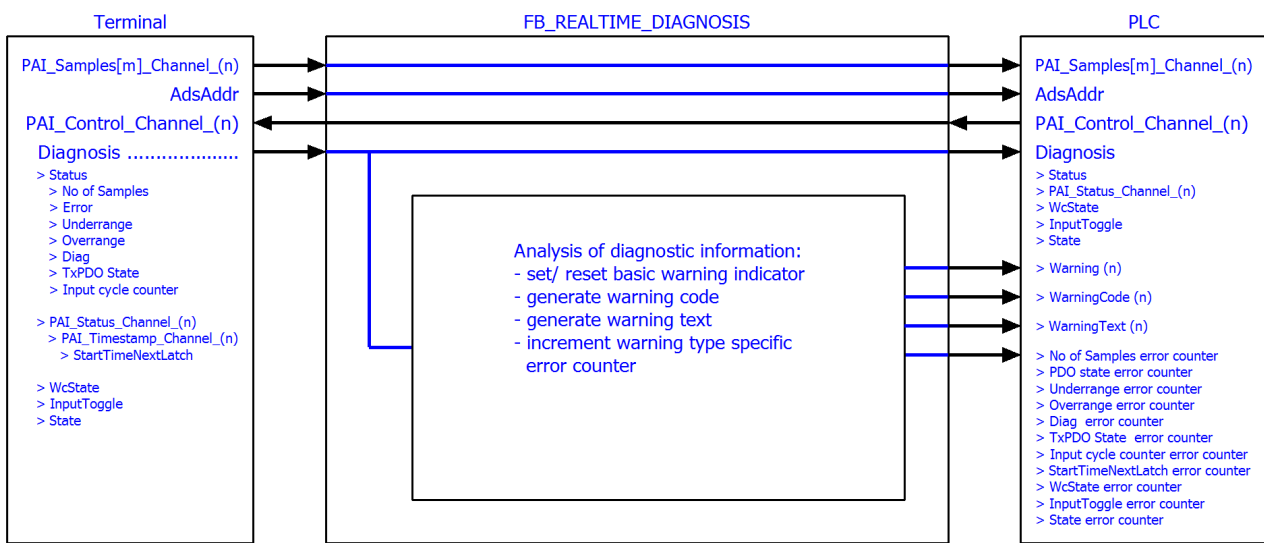 Terminal
FB_REALTIME_DIAGNOSIS
PLC
PAI_Samples[m]_Channel_(n)
AdsAddr
PAI_Control_Channel_(n)
Diagnosis .....................
> Status
> No of Samples
> Error
> Underrange
> Overrange
> Diag
> TxPDO State
> Input cycle counter
> PAI_Status_Channel_(n)
> PAI_Timestamp_Channel_(n)
> StartTimeNextLatch
> WcState
> InputToggle
> State
Analysis of diagnostic information:
- set/ reset basic warning indicator
- generate warning code
- generate warning text
- increment warning type specific
error counter
PAI_Samples[m]_Channel_(n)
AdsAddr
PAI_Control_Channel_(n)
Diagnosis
> Status
> PAI_Status_Channel_(n)
> WcState
> InputToggle
> State
> Warning (n)
> WarningCode (n)
> WarningText (n)
> No of Samples error counter
> PDO state error counter
> Underrange error counter
> Overrange error counter
> Diag  error counter
> TxPDO State  error counter
> Input cycle counter error counter
> StartTimeNextLatch error counter
> WcState error counter
> InputToggle error counter
> State error counter